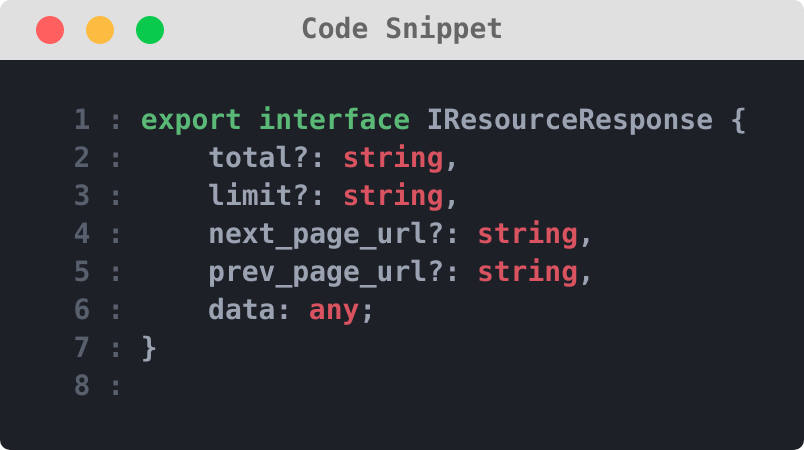 Code Snippet
1 : export interface IResourceResponse {
2 :     total?: string,
3 :     limit?: string,
4 :     next_page_url?: string,
5 :     prev_page_url?: string,
6 :     data: any;
7 : }
8 :